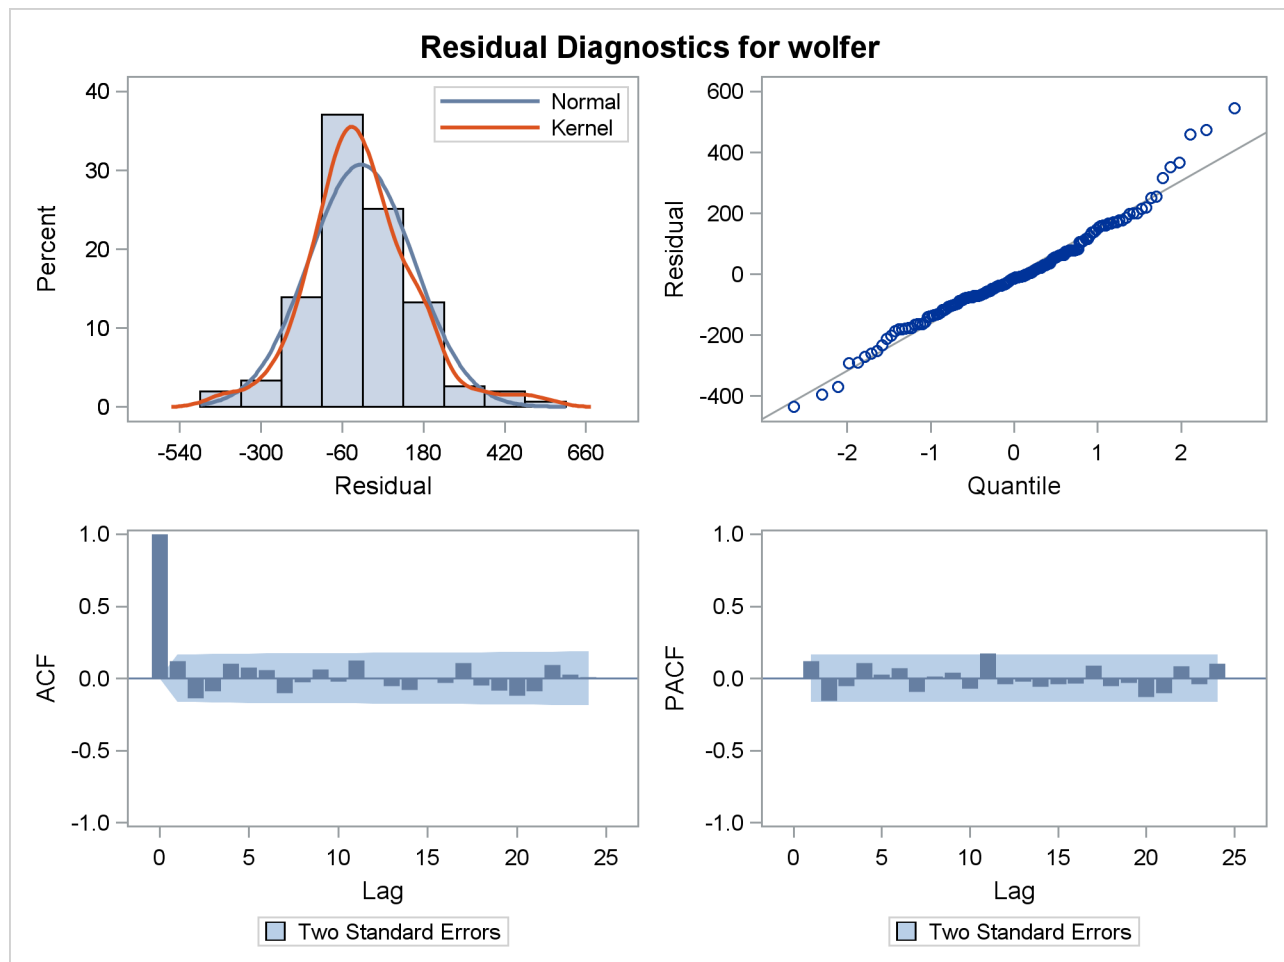 Residual Diagnostics for wolfer
Percent
40
30
20
10
0
Normal
Kernel
-540 -300 -60 180 420 660
Residual
Residual
600
400
200
0
-200
-400
-2 -1 0 1 2
Quantile
ACF
1.0
0.5
0.0
-0.5
-1.0
0 5 10 15 20 25
Lag
Two Standard Errors
PACF
1.0
0.5
0.0
-0.5
-1.0
0 5 10 15 20 25
Lag
Two Standard Errors